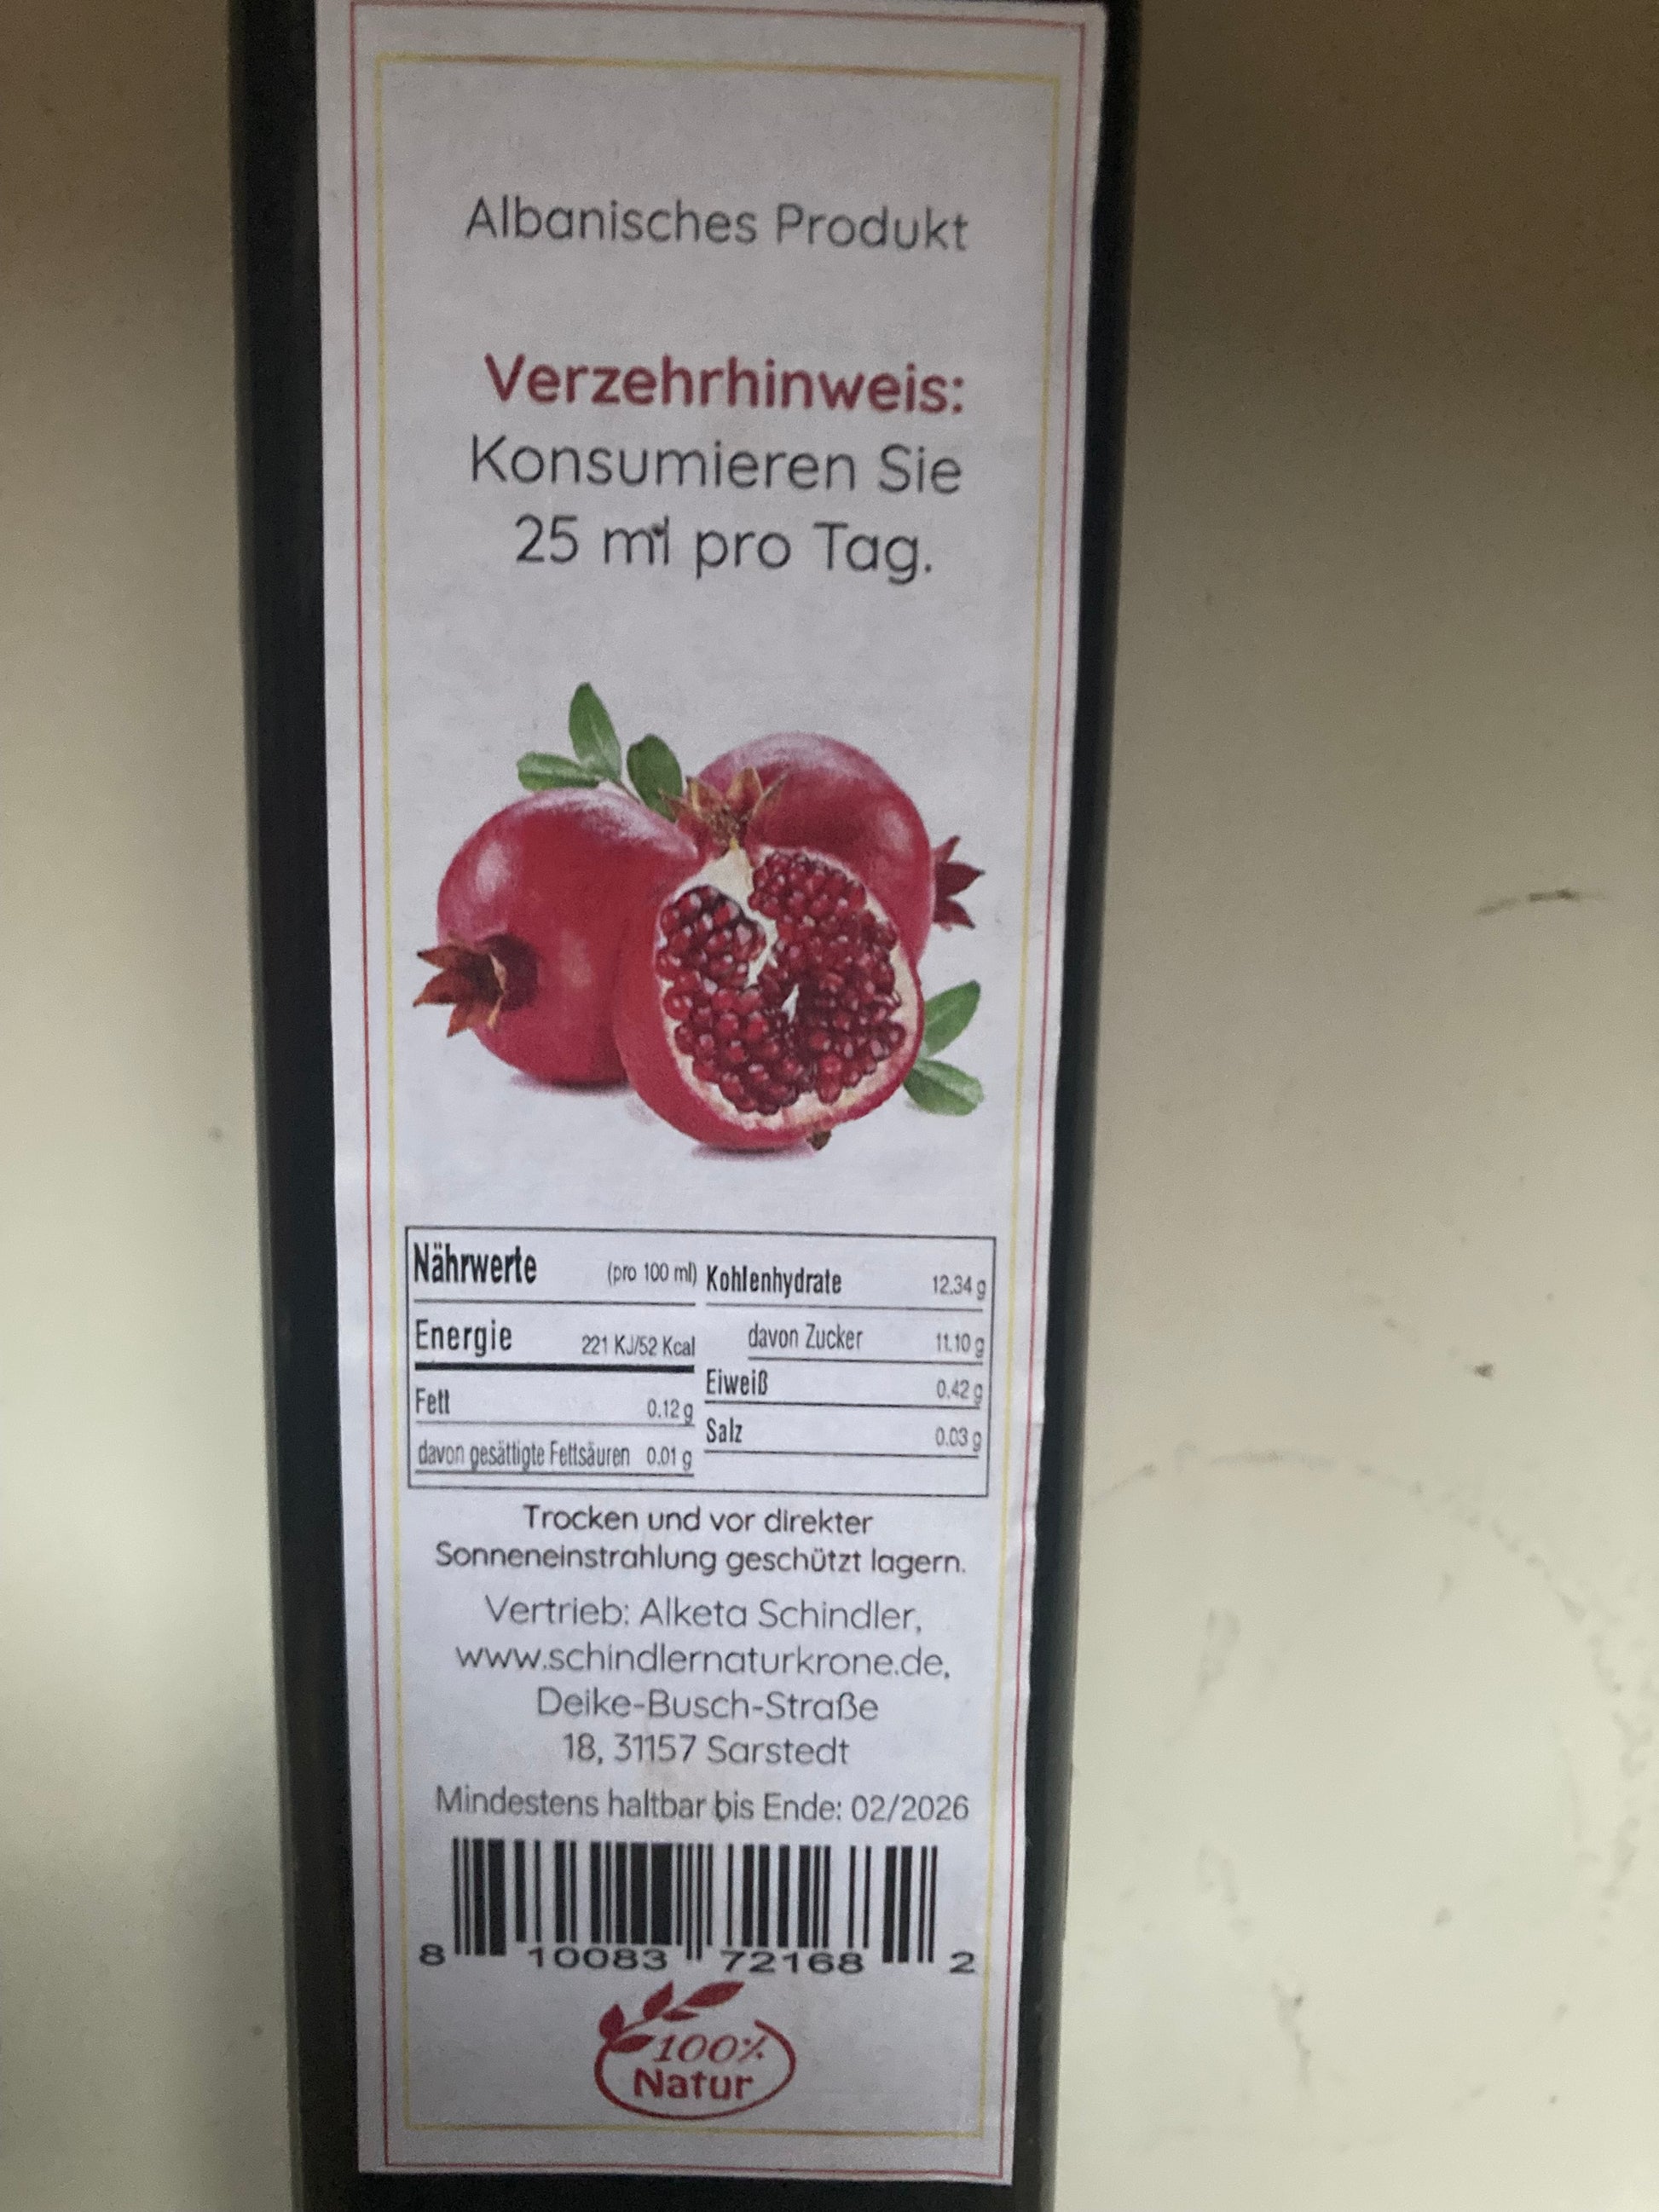 Albanisches Produkt
Verzehrhinweis:
Konsumieren Sie
25 ml pro Tag.
Nährwerte (pro 100 ml)
Energie 221 KJ/52 Kcal
Fett 0.12 g
davon gesättigte Fettsäuren 0.01 g
Kohlenhydrate 12.34 g
davon Zucker 11.10 g
Eiweiß 0.42 g
Salz 0.03 g
Trocken und vor direkter
Sonneneinstrahlung geschützt lagern.
Vertrieb: Alketa Schindler,
www.schindlernaturkrone.de,
Deike-Busch-Straße
18, 31157 Sarstedt
Mindestens haltbar bis Ende: 02/2026
8 10083 72168 2
100%
Natur